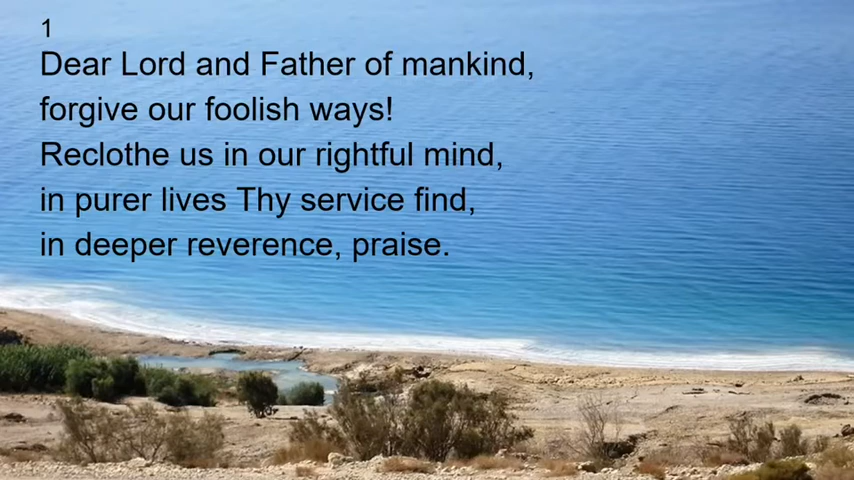 1
Dear Lord and Father of mankind,
forgive our foolish ways!
Reclothe us in our rightful mind,
in purer lives Thy service find,
in deeper reverence, praise.